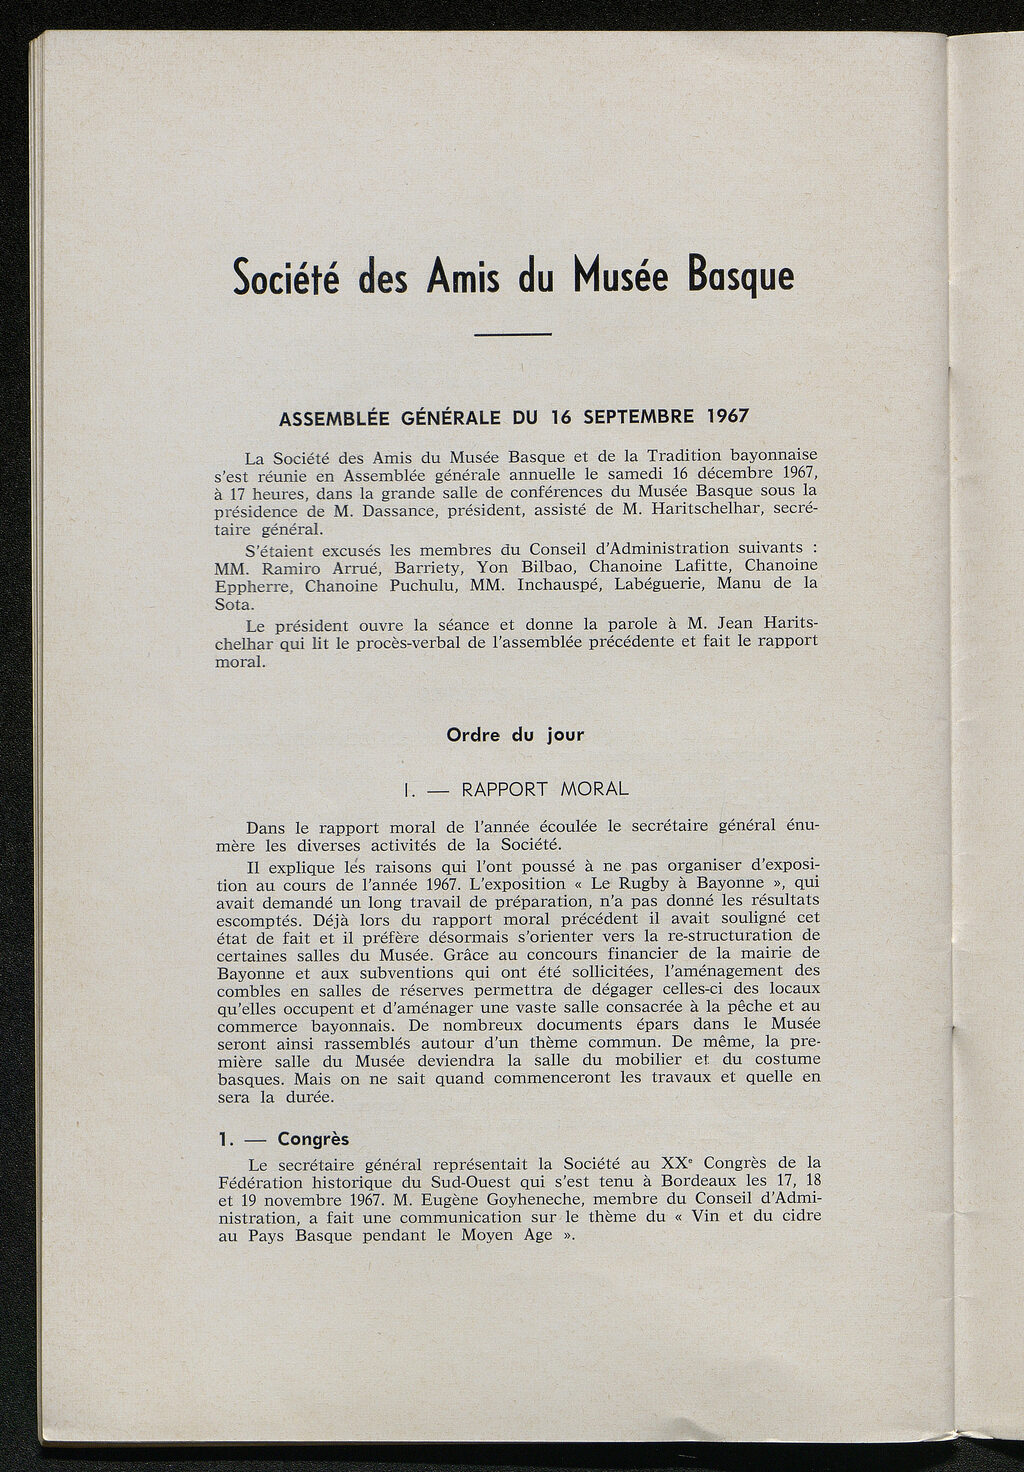 Société des Amis du Musée Basque
ASSEMBLÉE GÉNÉRALE DU 16 SEPTEMBRE 1967
La Société des Amis du Musée Basque et de la Tradition bayonnaise
s'est réunie en Assemblée générale annuelle le samedi 16 décembre 1967,
à 17 heures, dans la grande salle de conférences du Musée Basque sous la
présidence de M. Dassance, président, assisté de M. Haritschelhar, secré-
taire général.
S'étaient excusés les membres du Conseil d'Administration suivants :
MM. Ramiro Arrué, Barriety, Yon Bilbao, Chanoine Lafitte, Chanoine
Eppherre, Chanoine Puchulu, MM. Inchauspé, Labéguerie, Manu de la
Sota.
Le président ouvre la séance et donne la parole à M. Jean Harits-
chelhar qui lit le procès-verbal de l'assemblée précédente et fait le rapport
moral.
Ordre du jour
I. — RAPPORT MORAL
Dans le rapport moral de l'année écoulée le secrétaire général énu-
mère les diverses activités de la Société.
Il explique les raisons qui l'ont poussé à ne pas organiser d'exposi-
tion au cours de l'année 1967. L'exposition « Le Rugby à Bayonne », qui
avait demandé un long travail de préparation, n'a pas donné les résultats
escomptés. Déjà lors du rapport moral précédent il avait souligné cet
état de fait et il préfère désormais s'orienter vers la re-structuration de
certaines salles du Musée. Grâce au concours financier de la mairie de
Bayonne et aux subventions qui ont été sollicitées, l'aménagement des
combles en salles de réserves permettra de dégager celles-ci des locaux
qu'elles occupent et d'aménager une vaste salle consacrée à la pêche et au
commerce bayonnais. De nombreux documents épars dans le Musée
seront ainsi rassemblés autour d'un thème commun. De même, la pre-
mière salle du Musée deviendra la salle du mobilier et du costume
basques. Mais on ne sait quand commenceront les travaux et quelle en
sera la durée.
1. — Congrès
Le secrétaire général représentait la Société au XXe Congrès de la
Fédération historique du Sud-Ouest qui s'est tenu à Bordeaux les 17, 18
et 19 novembre 1967. M. Eugène Goyheneche, membre du Conseil d'Admi-
nistration, a fait une communication sur le thème du « Vin et du cidre
au Pays Basque pendant le Moyen Age ».